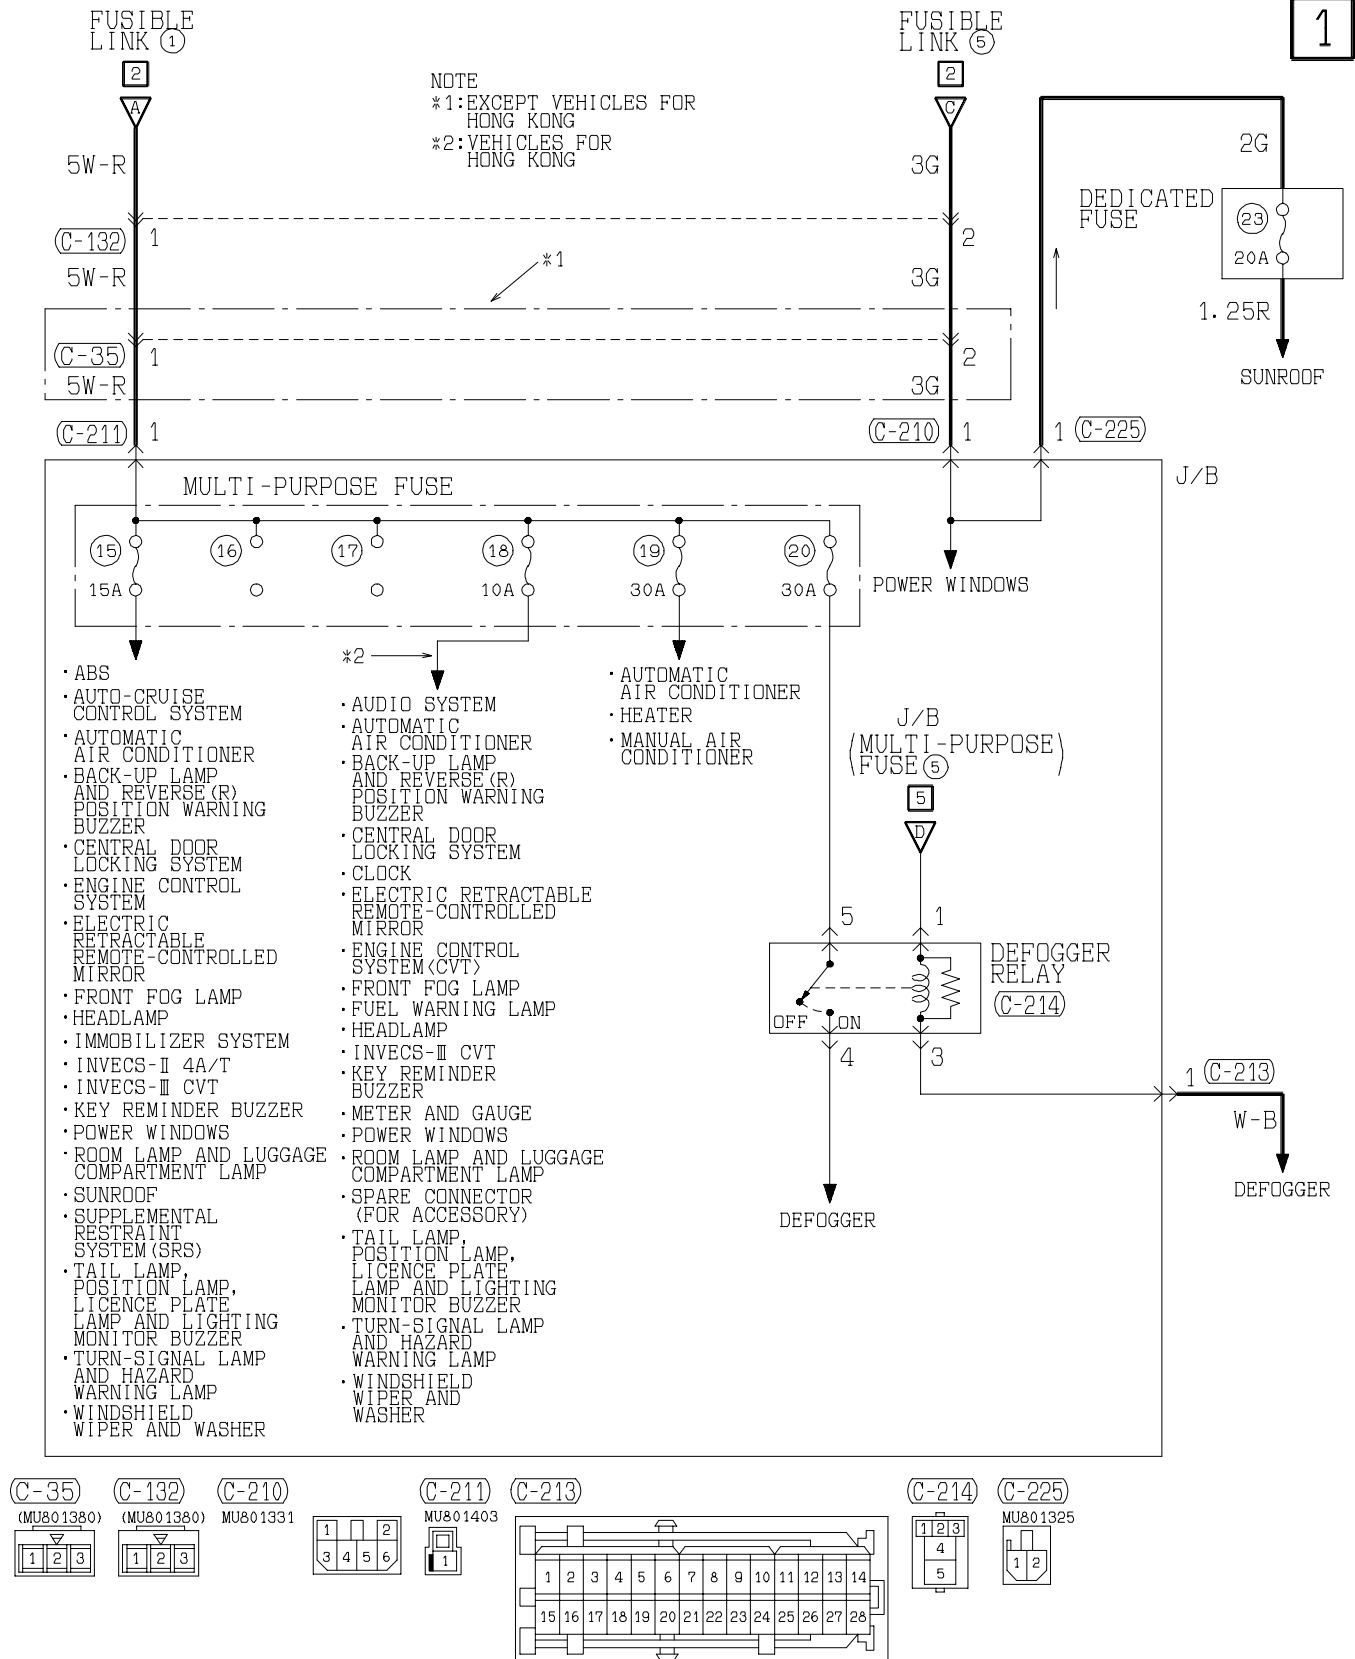 1
FUSIBLE
LINK ①
2
A
FUSIBLE
LINK ⑤
2
C
NOTE
*1:EXCEPT VEHICLES FOR
HONG KONG
*2:VEHICLES FOR
HONG KONG
5W-R
3G
2G
DEDICATED
FUSE
23
20A
1.25R
SUNROOF
(C-132) 1
2
5W-R
3G
*1
(C-35) 1
2
5W-R
3G
(C-211) 1
(C-210) 1
1 (C-225)
J/B
MULTI-PURPOSE FUSE
15
16
17
18
19
20
15A
10A
30A
30A
POWER WINDOWS
*2
·ABS
·AUTO-CRUISE
CONTROL SYSTEM
·AUTOMATIC
AIR CONDITIONER
·BACK-UP LAMP
AND REVERSE(R)
POSITION WARNING
BUZZER
·CENTRAL DOOR
LOCKING SYSTEM
·ENGINE CONTROL
SYSTEM
·ELECTRIC
RETRACTABLE
REMOTE-CONTROLLED
MIRROR
·FRONT FOG LAMP
·HEADLAMP
·IMMOBILIZER SYSTEM
·INVECS-Ⅱ 4A/T
·INVECS-Ⅲ CVT
·KEY REMINDER BUZZER
·POWER WINDOWS
·ROOM LAMP AND LUGGAGE
COMPARTMENT LAMP
·SUNROOF
·SUPPLEMENTAL
RESTRAINT
SYSTEM(SRS)
·TAIL LAMP,
POSITION LAMP,
LICENCE PLATE
LAMP AND LIGHTING
MONITOR BUZZER
·TURN-SIGNAL LAMP
AND HAZARD
WARNING LAMP
·WINDSHIELD
WIPER AND WASHER
·AUDIO SYSTEM
·AUTOMATIC
AIR CONDITIONER
·BACK-UP LAMP
AND REVERSE(R)
POSITION WARNING
BUZZER
·CENTRAL DOOR
LOCKING SYSTEM
·CLOCK
·ELECTRIC RETRACTABLE
REMOTE-CONTROLLED
MIRROR
·ENGINE CONTROL
SYSTEM<CVT>
·FRONT FOG LAMP
·FUEL WARNING LAMP
·HEADLAMP
·INVECS-Ⅲ CVT
·KEY REMINDER
BUZZER
·METER AND GAUGE
·POWER WINDOWS
·ROOM LAMP AND LUGGAGE
COMPARTMENT LAMP
·SPARE CONNECTOR
(FOR ACCESSORY)
·TAIL LAMP,
POSITION LAMP,
LICENCE PLATE
LAMP AND LIGHTING
MONITOR BUZZER
·TURN-SIGNAL LAMP
AND HAZARD
WARNING LAMP
·WINDSHIELD
WIPER AND
WASHER
·AUTOMATIC
AIR CONDITIONER
·HEATER
·MANUAL AIR
CONDITIONER
J/B
(MULTI-PURPOSE)
FUSE⑤
5
D
5
1
DEFOGGER
RELAY
(C-214)
OFF ON
4
3
1 (C-213)
W-B
DEFOGGER
DEFOGGER
(C-35)
(MU801380)
1 2 3
(C-132)
(MU801380)
1 2 3
(C-210)
MU801331
1 2
3 4 5 6
(C-211)
MU801403
1
(C-213)
1 2 3 4 5 6 7 8 9 10 11 12 13 14
15 16 17 18 19 20 21 22 23 24 25 26 27 28
(C-214)
1 2 3
4
5
(C-225)
MU801325
1 2